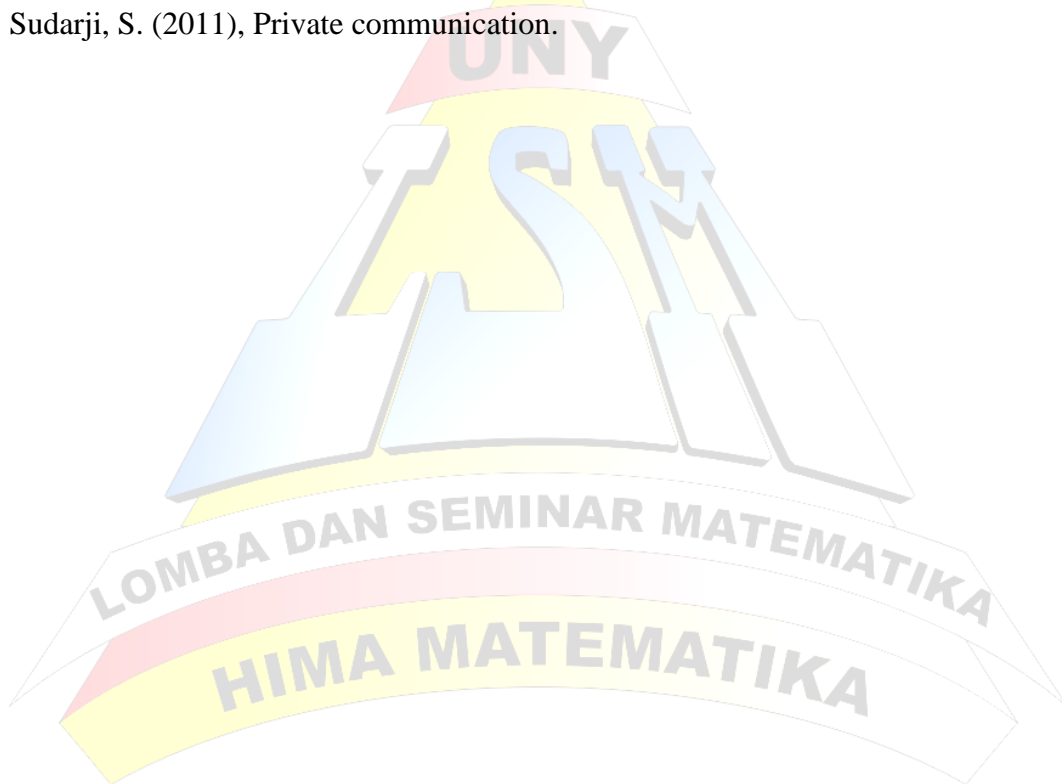 Sudarji, S. (2011), Private communication.
UNY
LSM
LOMBA DAN SEMINAR MATEMATIKA
HIMA MATEMATIKA